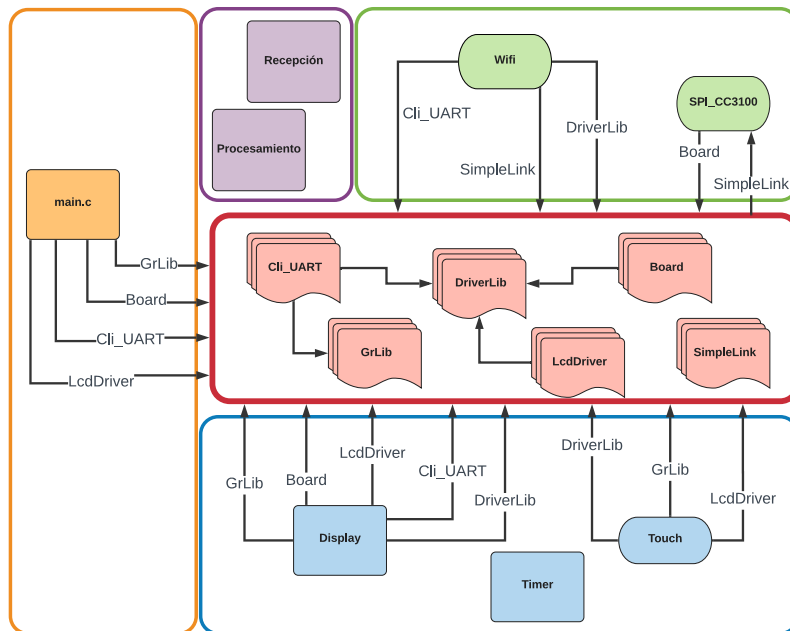 Recepción
Wifi
SPI_CC3100
Cli_UART
DriverLib
Procesamiento
Board
SimpleLink
SimpleLink
main.c
GrLib
Board
Cli_UART
LcdDriver
Cli_UART
DriverLib
Board
GrLib
LcdDriver
SimpleLink
GrLib
Board
LcdDriver
Cli_UART
DriverLib
DriverLib
GrLib
LcdDriver
Display
Touch
Timer